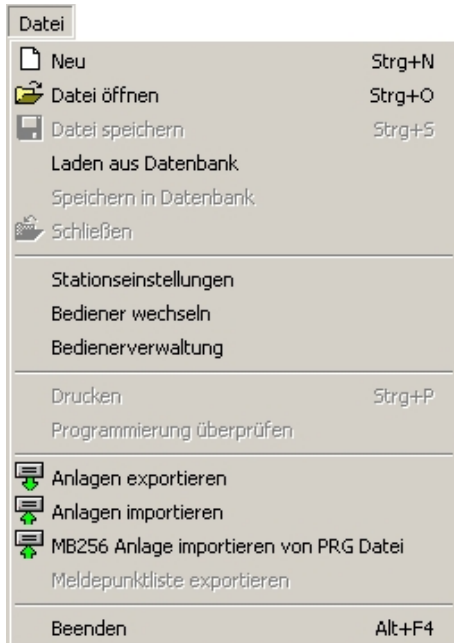 Datei
Neu Strg+N
Datei öffnen Strg+O
Datei speichern Strg+S
Laden aus Datenbank
Speichern in Datenbank
Schließen
Stationseinstellungen
Bediener wechseln
Bedienerverwaltung
Drucken Strg+P
Programmierung überprüfen
Anlagen exportieren
Anlagen importieren
MB256 Anlage importieren von PRG Datei
Meldepunktliste exportieren
Beenden Alt+F4